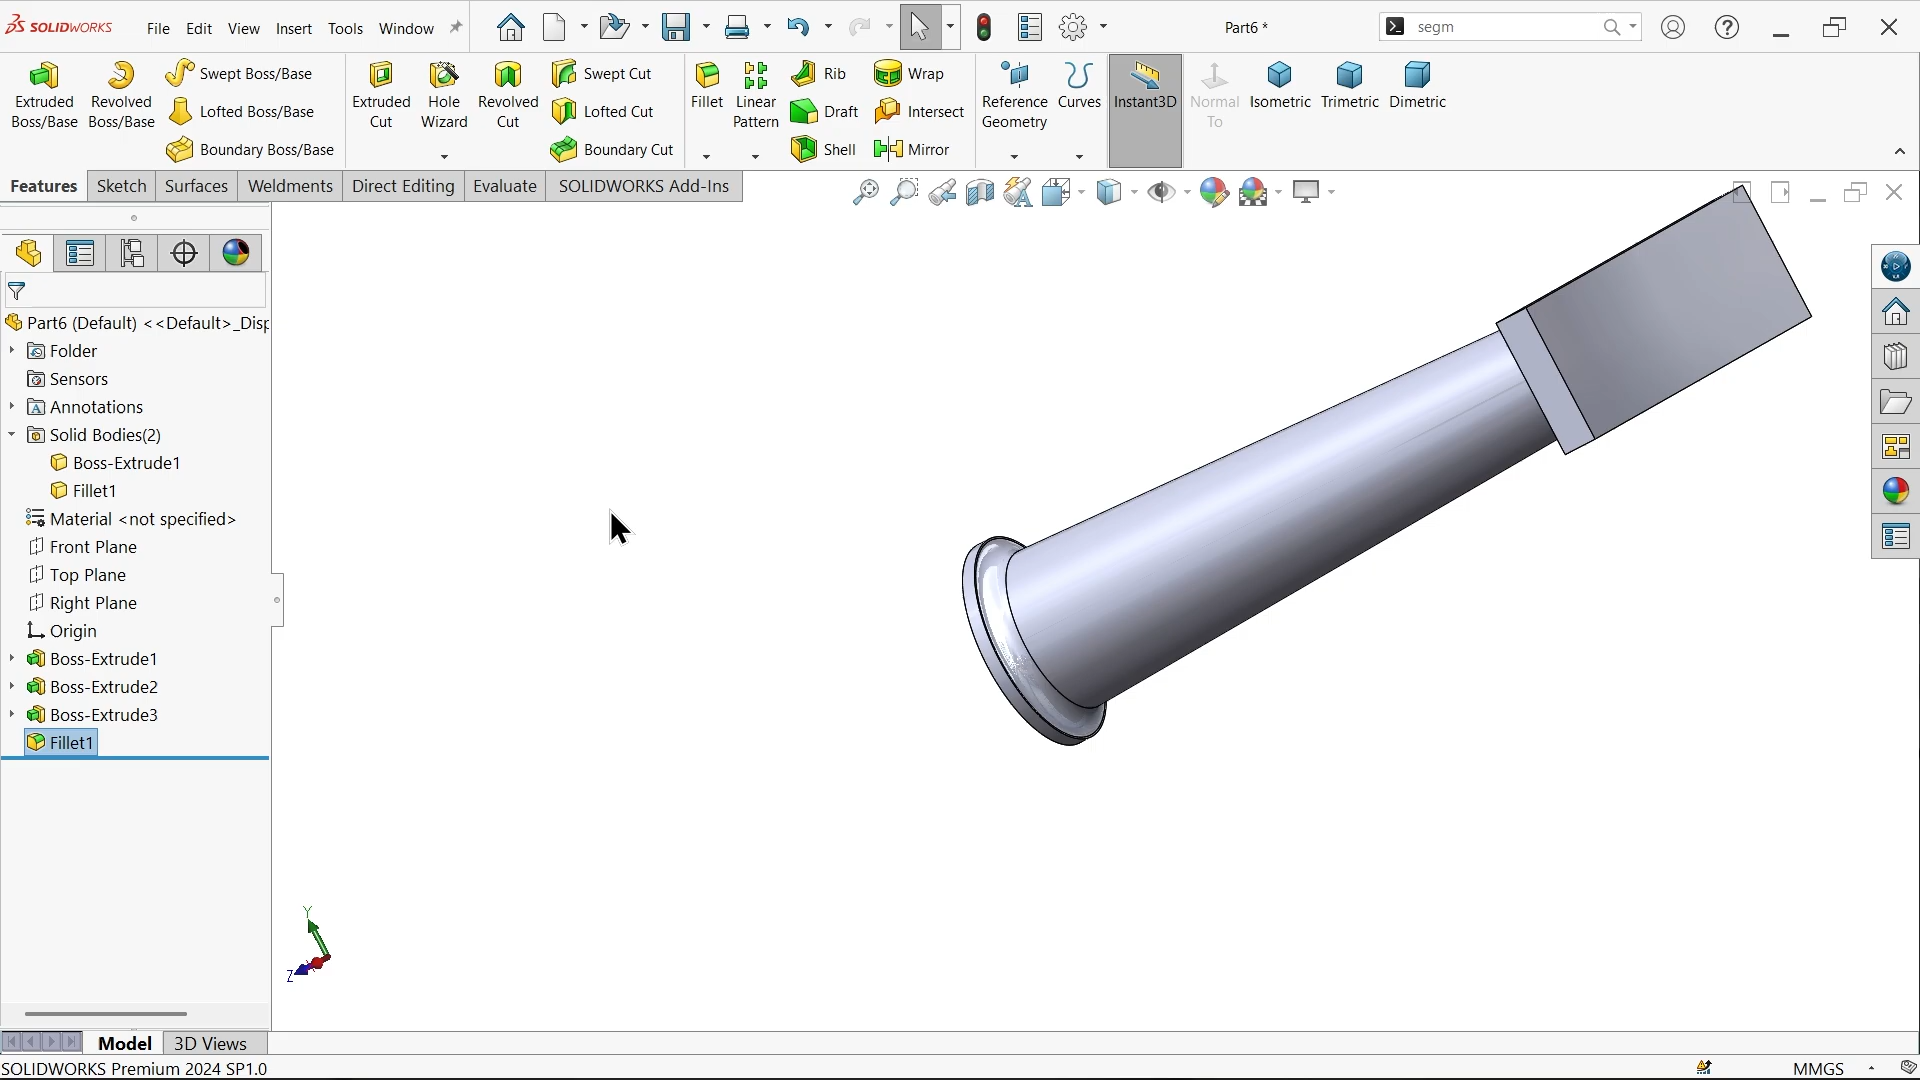 SOLIDWORKS File Edit View Insert Tools Window Part6 * segm
Extruded Boss/Base
Revolved Boss/Base
Swept Boss/Base
Lofted Boss/Base
Boundary Boss/Base
Extruded Cut
Hole Wizard
Revolved Cut
Swept Cut
Lofted Cut
Boundary Cut
Fillet
Linear Pattern
Rib
Draft
Shell
Wrap
Intersect
Mirror
Reference Geometry
Curves
Instant3D
Normal To
Isometric
Trimetric
Dimetric
Features Sketch Surfaces Weldments Direct Editing Evaluate SOLIDWORKS Add-Ins
Part6 (Default) <<Default>_Disp
Folder
Sensors
Annotations
Solid Bodies(2)
Boss-Extrude1
Fillet1
Material <not specified>
Front Plane
Top Plane
Right Plane
Origin
Boss-Extrude1
Boss-Extrude2
Boss-Extrude3
Fillet1
Y
Z
Model 3D Views
SOLIDWORKS Premium 2024 SP1.0 MMGS